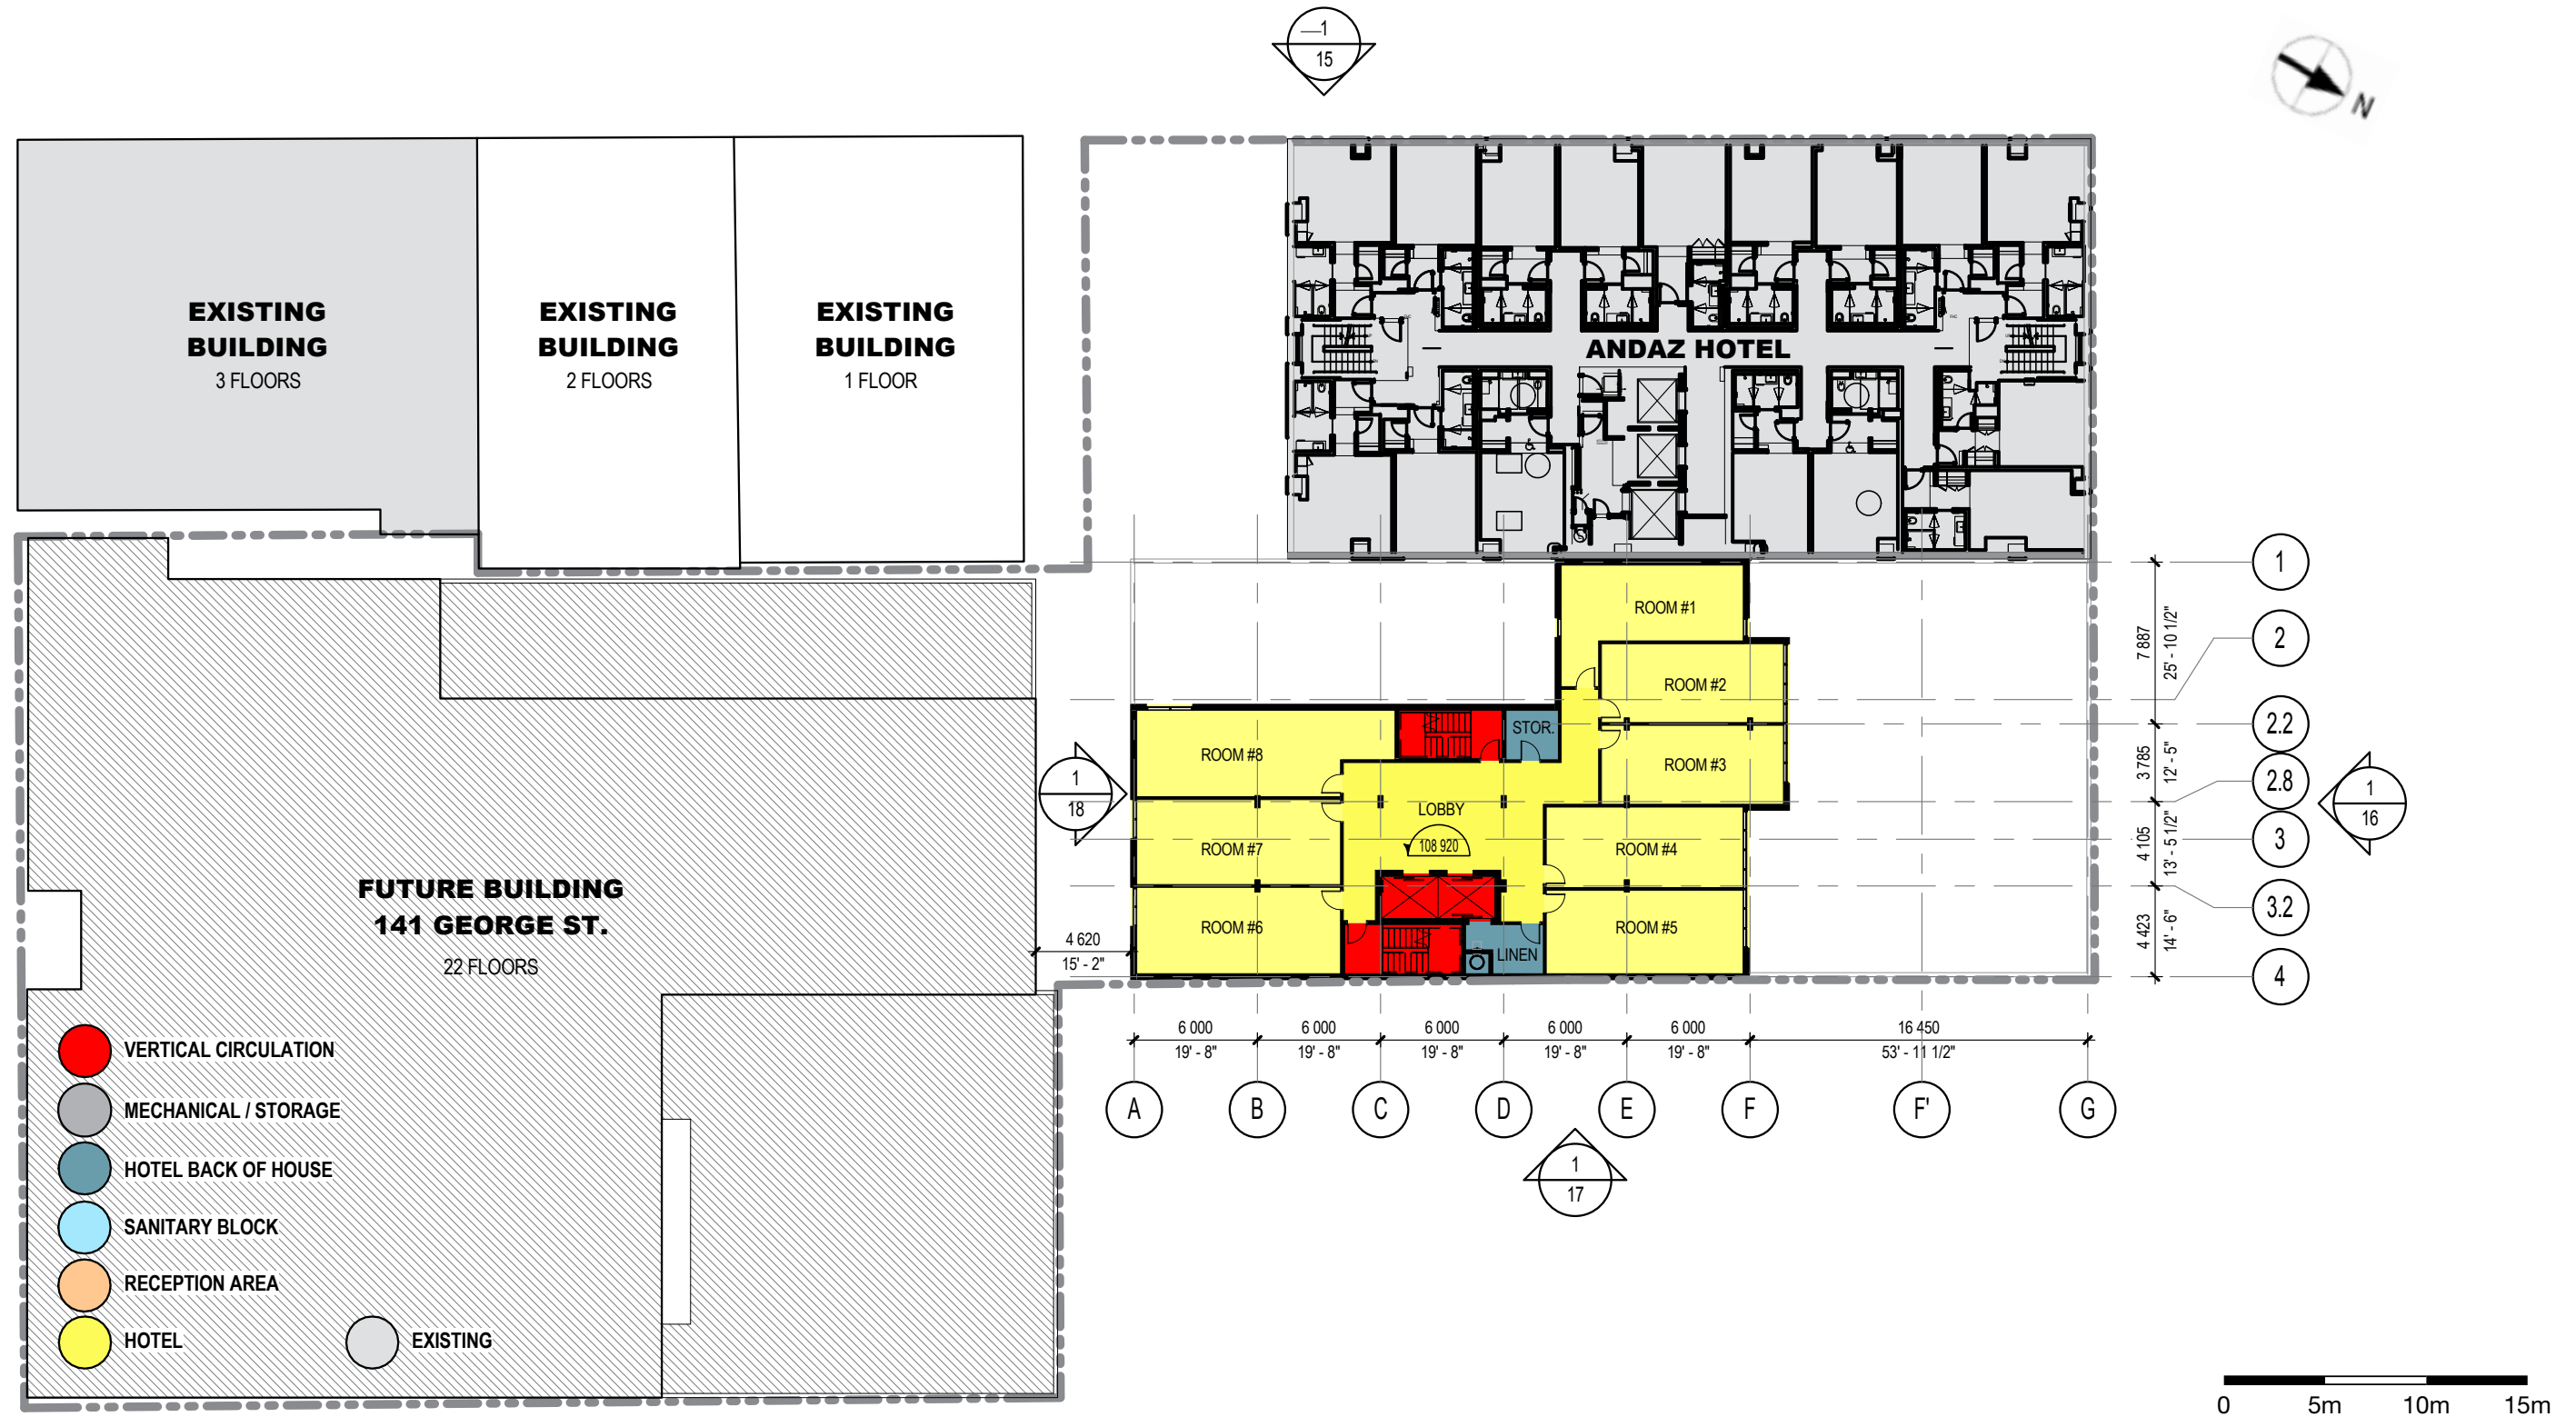 1
15
N
EXISTING
BUILDING
3 FLOORS
EXISTING
BUILDING
2 FLOORS
EXISTING
BUILDING
1 FLOOR
ANDAZ HOTEL
1
2
2.2
2.8
3
3.2
4
7 887
25' - 10 1/2"
3 785
12' - 5"
4 105
13' - 5 1/2"
4 423
14' - 6"
1
16
ROOM #1
ROOM #2
ROOM #3
STOR.
ROOM #8
LOBBY
108 920
ROOM #7
ROOM #4
ROOM #6
ROOM #5
LINEN
1
18
FUTURE BUILDING
141 GEORGE ST.
22 FLOORS
4 620
15' - 2"
6 000
19' - 8"
6 000
19' - 8"
6 000
19' - 8"
6 000
19' - 8"
6 000
19' - 8"
16 450
53' - 11 1/2"
A
B
C
D
E
F
F'
G
1
17
VERTICAL CIRCULATION
MECHANICAL / STORAGE
HOTEL BACK OF HOUSE
SANITARY BLOCK
RECEPTION AREA
HOTEL
EXISTING
0
5m
10m
15m